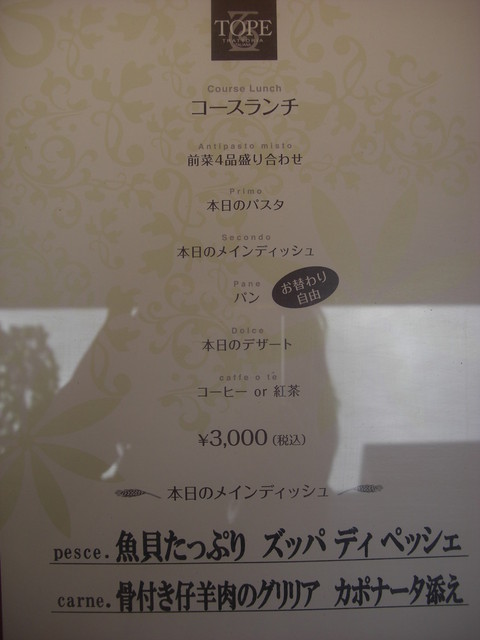 TOPE
TRATTORIA
Course Lunch
コースランチ
Antipasto misto
前菜4品盛り合わせ
Primo
本日のパスタ
Secondo
本日のメインディッシュ
Pane
パン
お替わり
自由
Dolce
本日のデザート
caffe o tè
コーヒー or 紅茶
¥3,000(税込)
本日のメインディッシュ
pesce. 魚貝たっぷり ズッパ ディ ペッシェ
carne. 骨付き仔羊肉のグリリア カポナータ添え